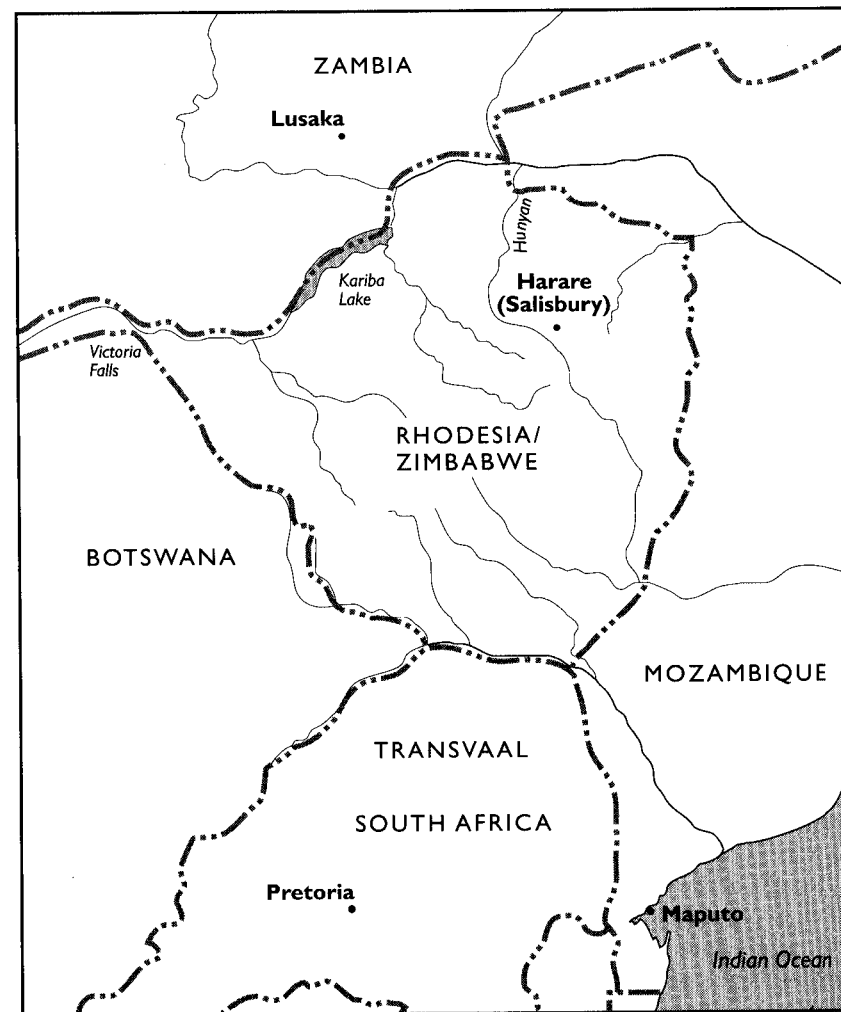 ZAMBIA
Lusaka
Hunyan
Kariba
Lake
Harare
(Salisbury)
Victoria
Falls
RHODESIA/
ZIMBABWE
BOTSWANA
MOZAMBIQUE
TRANSVAAL
SOUTH AFRICA
Pretoria
Maputo
Indian Ocean